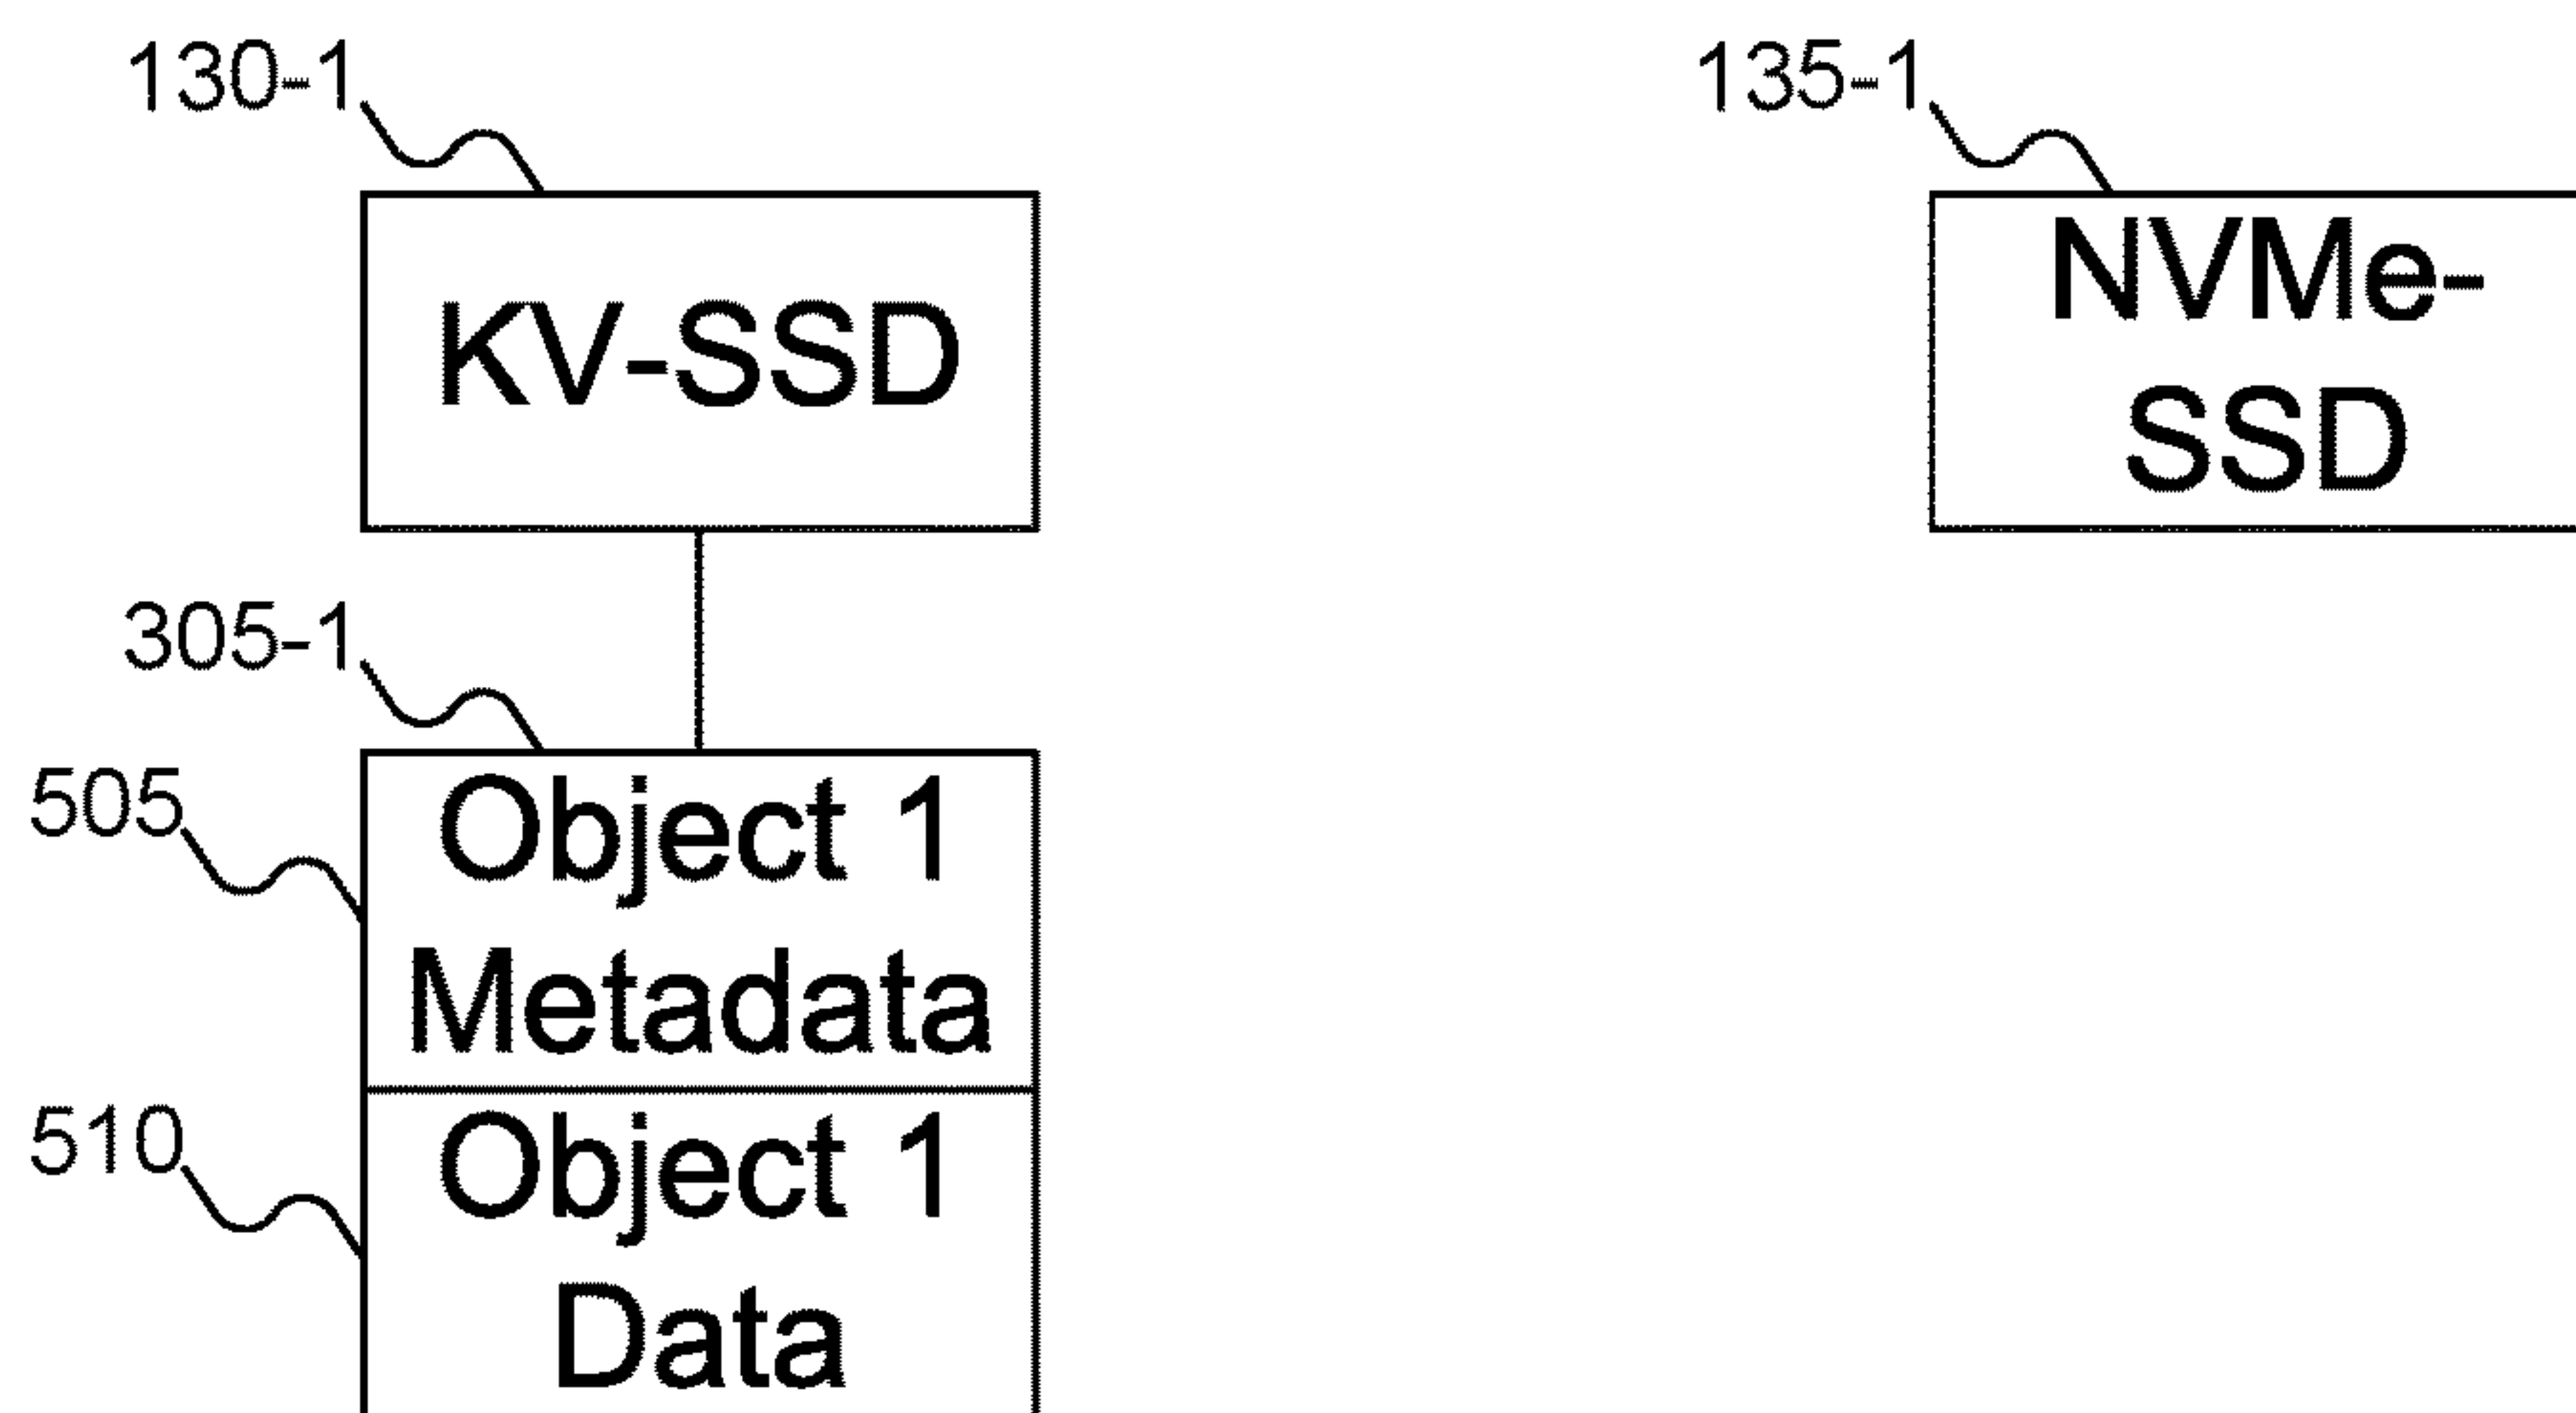 130-1
135-1
KV-SSD
NVMe-
SSD
305-1
505
Object 1
Metadata
510
Object 1
Data